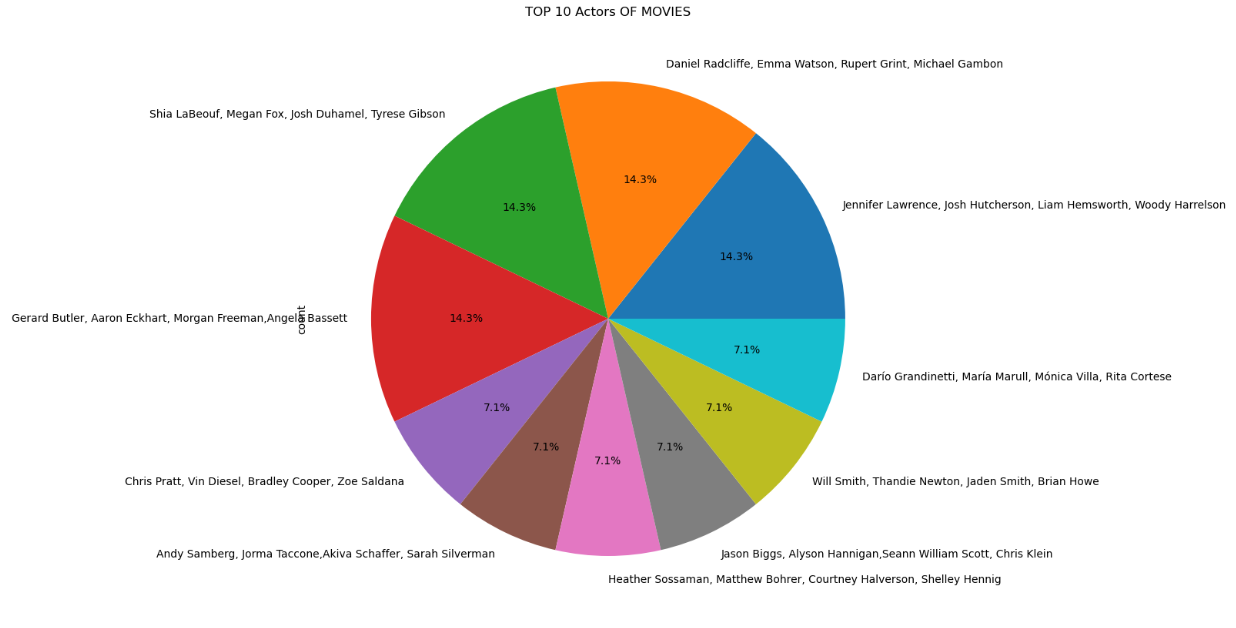 TOP 10 Actors OF MOVIES
Daniel Radcliffe, Emma Watson, Rupert Grint, Michael Gambon
Shia LaBeouf, Megan Fox, Josh Duhamel, Tyrese Gibson
14.3%
14.3%
Jennifer Lawrence, Josh Hutcherson, Liam Hemsworth, Woody Harrelson
14.3%
Gerard Butler, Aaron Eckhart, Morgan Freeman,Angela Bassett
count
14.3%
7.1%
Darío Grandinetti, María Marull, Mónica Villa, Rita Cortese
7.1%
7.1%
7.1%
7.1%
7.1%
Chris Pratt, Vin Diesel, Bradley Cooper, Zoe Saldana
Will Smith, Thandie Newton, Jaden Smith, Brian Howe
Andy Samberg, Jorma Taccone,Akiva Schaffer, Sarah Silverman
Jason Biggs, Alyson Hannigan,Seann William Scott, Chris Klein
Heather Sossaman, Matthew Bohrer, Courtney Halverson, Shelley Hennig